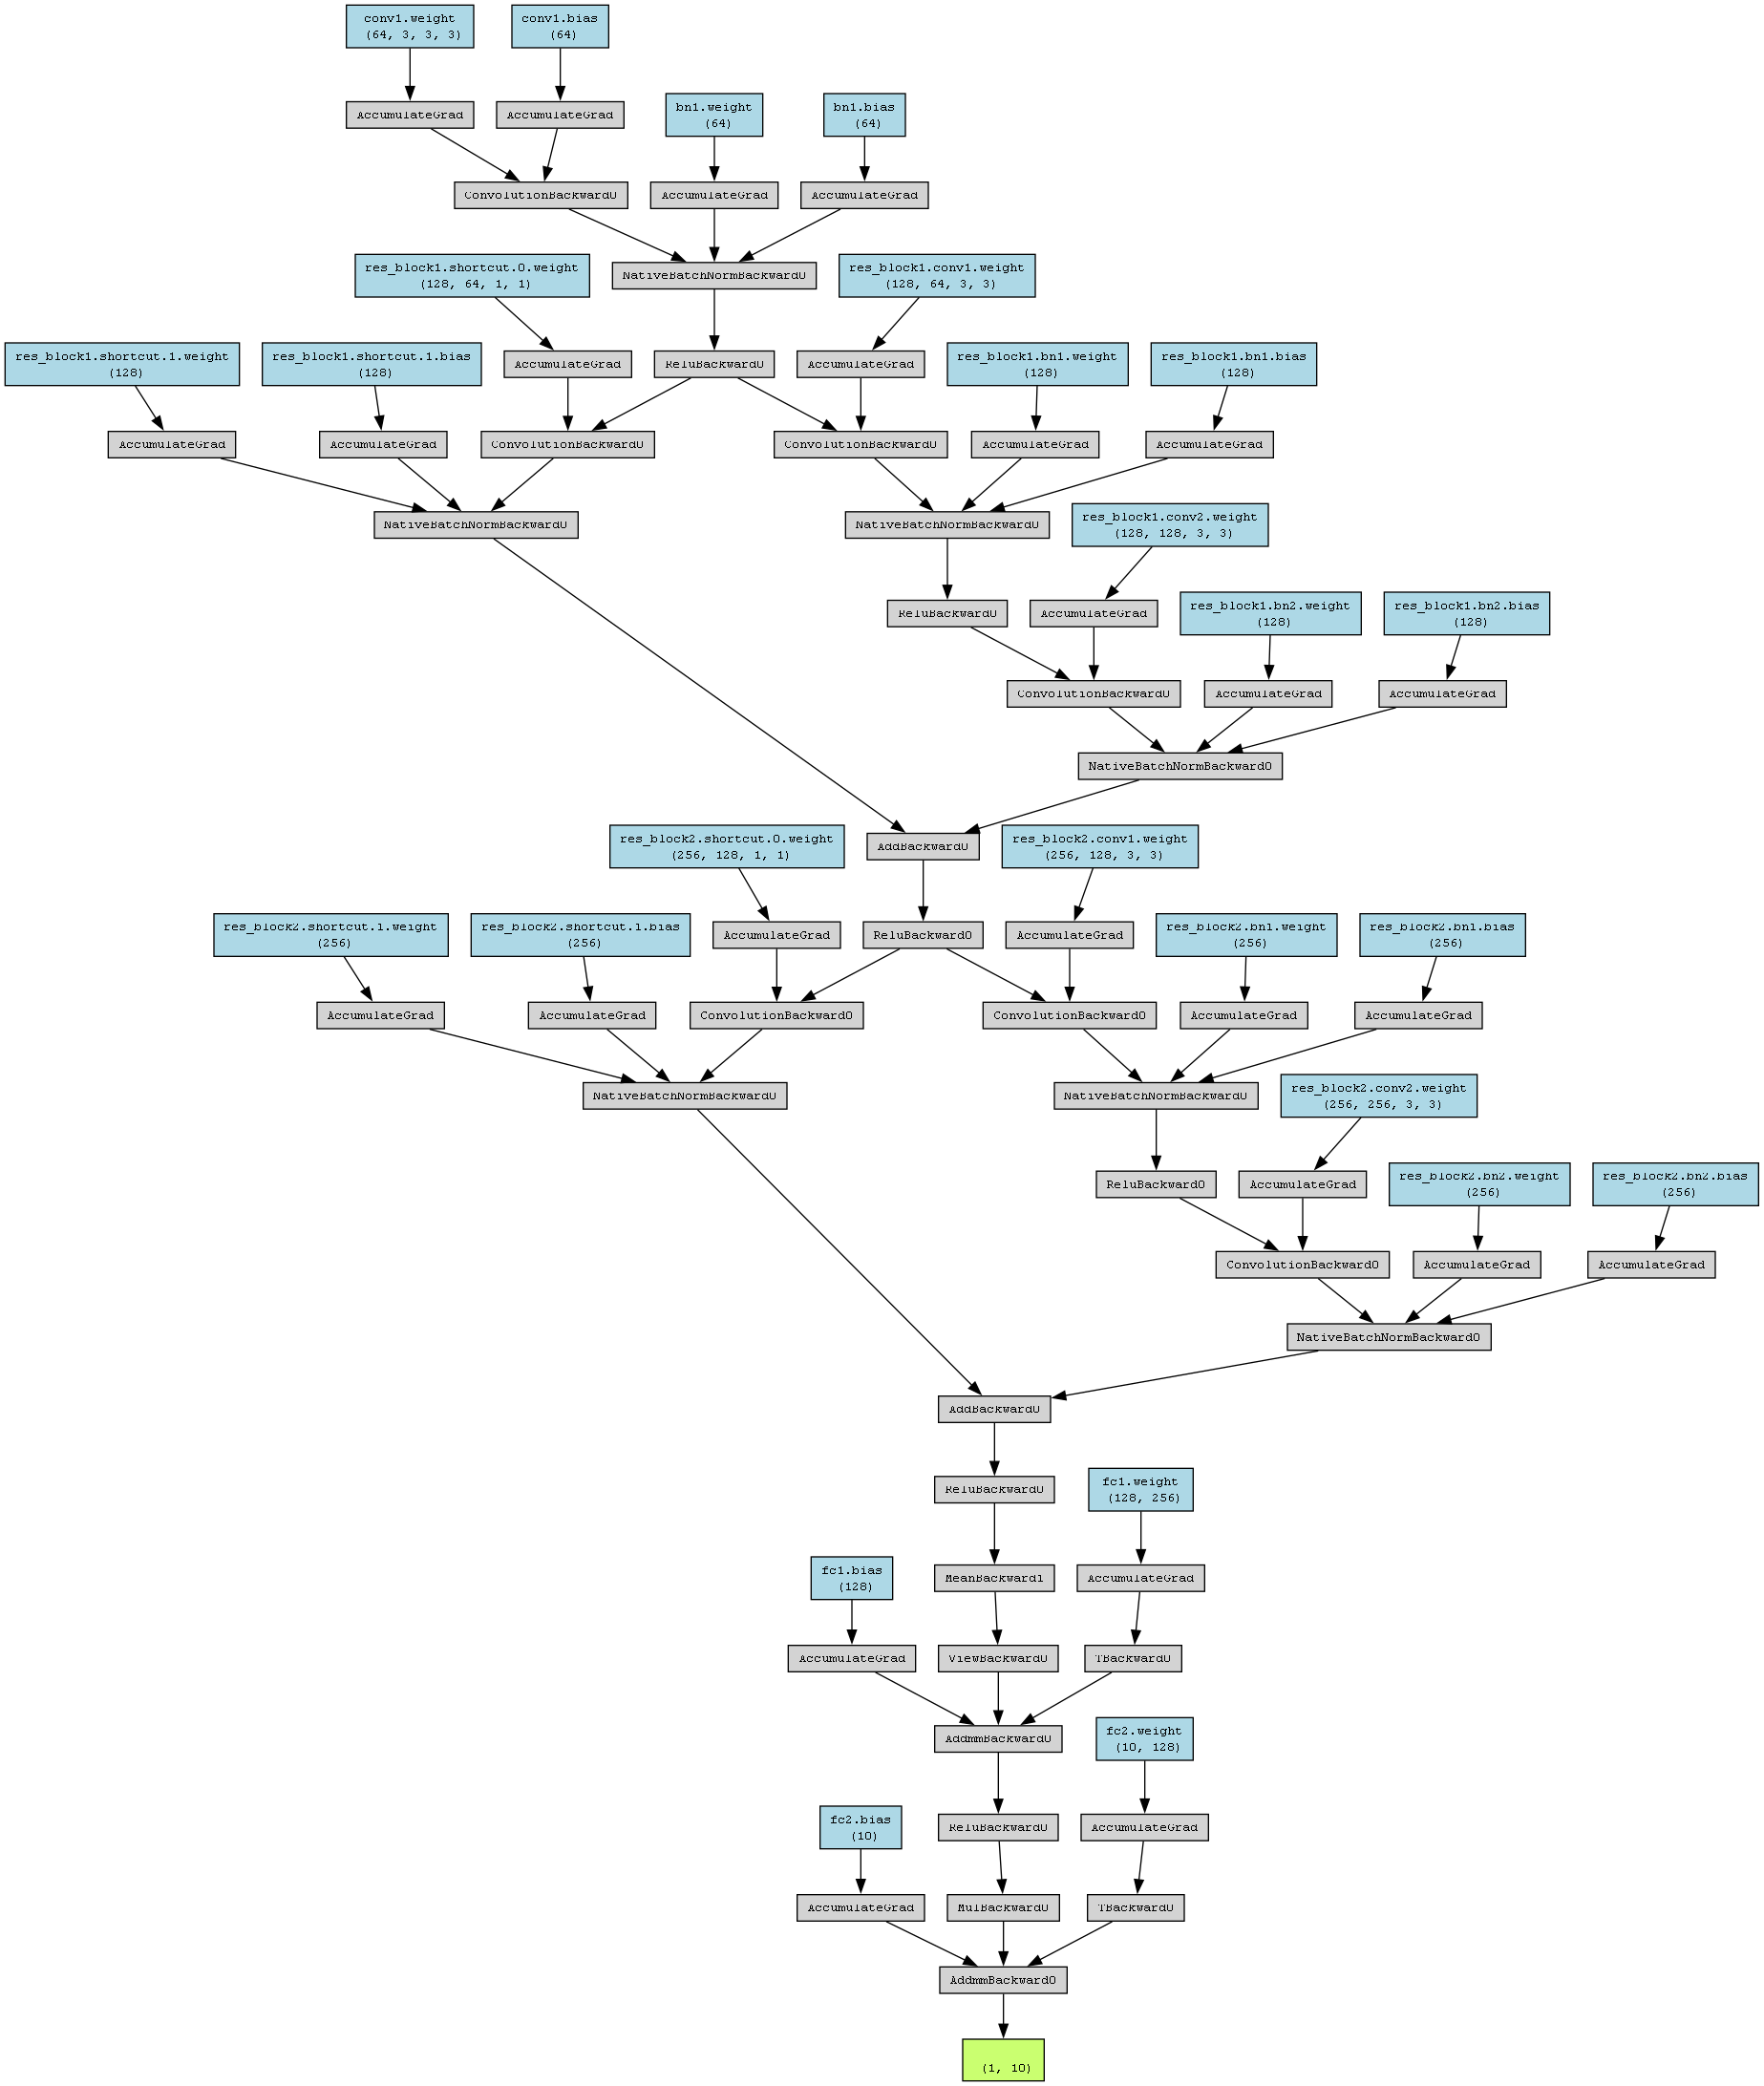 conv1.weight
(64, 3, 3, 3)
conv1.bias
(64)
AccumulateGrad
AccumulateGrad
bn1.weight
(64)
bn1.bias
(64)
ConvolutionBackward0
AccumulateGrad
AccumulateGrad
res_block1.shortcut.0.weight
(128, 64, 1, 1)
NativeBatchNormBackward0
res_block1.conv1.weight
(128, 64, 3, 3)
res_block1.shortcut.1.weight
(128)
res_block1.shortcut.1.bias
(128)
AccumulateGrad
ReluBackward0
AccumulateGrad
res_block1.bn1.weight
(128)
res_block1.bn1.bias
(128)
AccumulateGrad
AccumulateGrad
ConvolutionBackward0
ConvolutionBackward0
AccumulateGrad
AccumulateGrad
NativeBatchNormBackward0
NativeBatchNormBackward0
res_block1.conv2.weight
(128, 128, 3, 3)
ReluBackward0
AccumulateGrad
res_block1.bn2.weight
(128)
res_block1.bn2.bias
(128)
ConvolutionBackward0
AccumulateGrad
AccumulateGrad
NativeBatchNormBackward0
res_block2.shortcut.0.weight
(256, 128, 1, 1)
AddBackward0
res_block2.conv1.weight
(256, 128, 3, 3)
res_block2.shortcut.1.weight
(256)
res_block2.shortcut.1.bias
(256)
AccumulateGrad
ReluBackward0
AccumulateGrad
res_block2.bn1.weight
(256)
res_block2.bn1.bias
(256)
AccumulateGrad
AccumulateGrad
ConvolutionBackward0
ConvolutionBackward0
AccumulateGrad
AccumulateGrad
NativeBatchNormBackward0
NativeBatchNormBackward0
res_block2.conv2.weight
(256, 256, 3, 3)
ReluBackward0
AccumulateGrad
res_block2.bn2.weight
(256)
res_block2.bn2.bias
(256)
ConvolutionBackward0
AccumulateGrad
AccumulateGrad
NativeBatchNormBackward0
AddBackward0
ReluBackward0
fc1.weight
(128, 256)
fc1.bias
(128)
MeanBackward1
AccumulateGrad
AccumulateGrad
ViewBackward0
TBackward0
AddmmBackward0
fc2.weight
(10, 128)
fc2.bias
(10)
ReluBackward0
AccumulateGrad
AccumulateGrad
MulBackward0
TBackward0
AddmmBackward0
(1, 10)